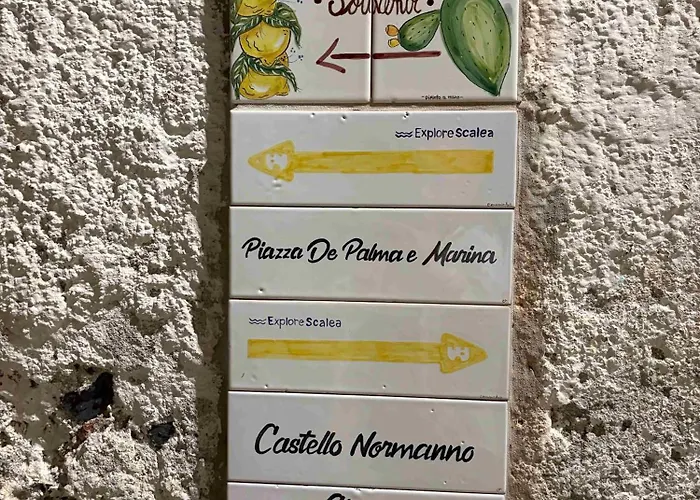 Souvenir
Explore Scalea
Piazza De Palma e Marina
Explore Scalea
Castello Normanno